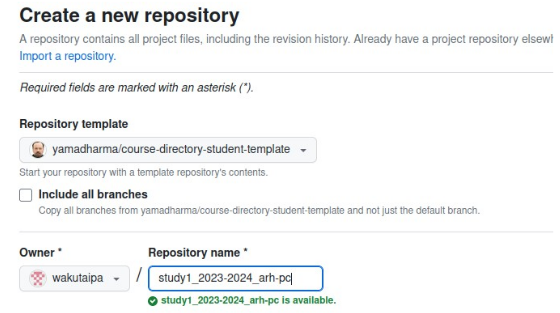 Create a new repository
A repository contains all project files, including the revision history. Already have a project repository
Import a repository.
Required fields are marked with an asterisk (*).
Repository template
yamadharma/course-directory-student-template
Start your repository with a template repository's contents.
Include all branches
Copy all branches from yamadharma/course-directory-student-template and not just the default branch.
Owner * Repository name *
wakutaipa / study1_2023-2024_arh-pc
study1_2023-2024_arh-pc is available.